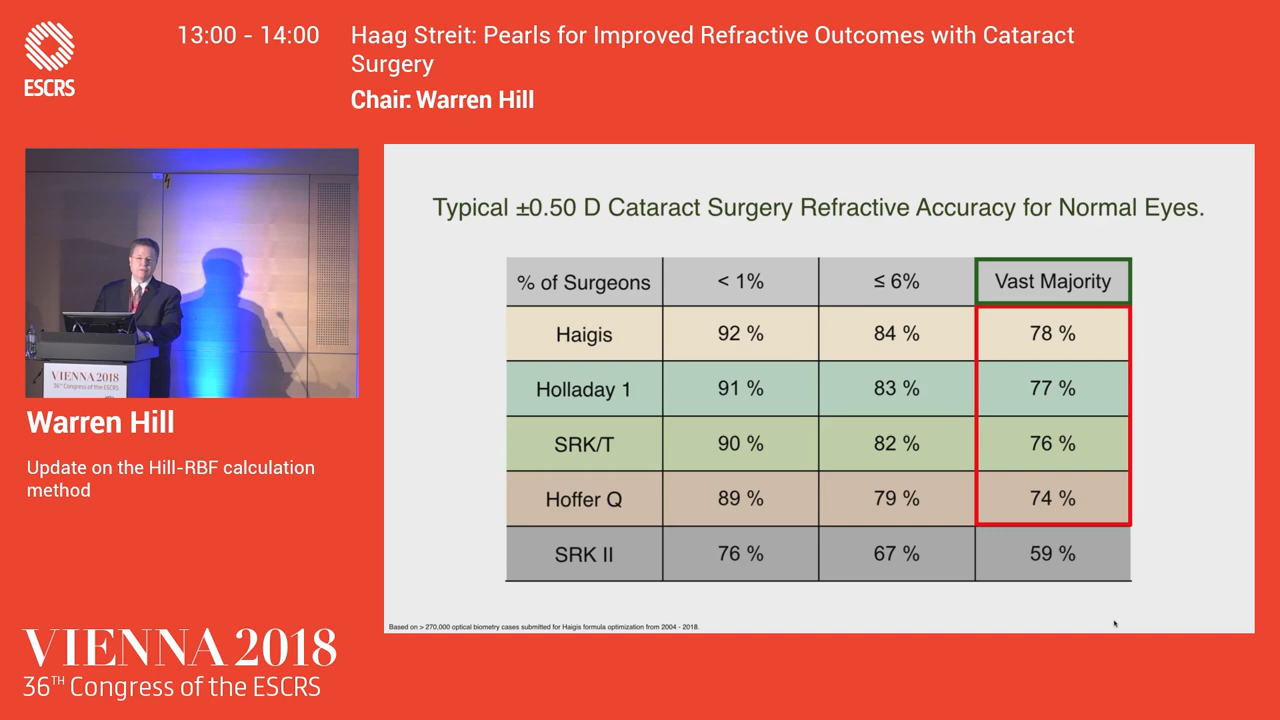 ESCRS
13:00 - 14:00
Haag Streit: Pearls for Improved Refractive Outcomes with Cataract
Surgery
Chair: Warren Hill
VIENNA 2018
36TH Congress of the ESCRS
Warren Hill
Update on the Hill-RBF calculation
method
VIENNA 2018
36TH Congress of the ESCRS
Typical ±0.50 D Cataract Surgery Refractive Accuracy for Normal Eyes.
% of Surgeons < 1% ≤ 6% Vast Majority
Haigis 92 % 84 % 78 %
Holladay 1 91 % 83 % 77 %
SRK/T 90 % 82 % 76 %
Hoffer Q 89 % 79 % 74 %
SRK II 76 % 67 % 59 %
Based on > 270,000 optical biometry cases submitted for Haigis formula optimization from 2004 - 2018.